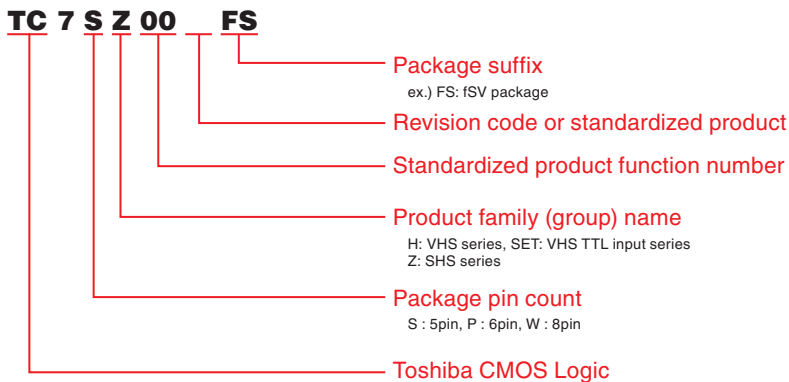 TC 7 S Z 00 _ FS
Package suffix
ex.) FS: fSV package
Revision code or standardized product
Standardized product function number
Product family (group) name
H: VHS series, SET: VHS TTL input series
Z: SHS series
Package pin count
S : 5pin, P : 6pin, W : 8pin
Toshiba CMOS Logic